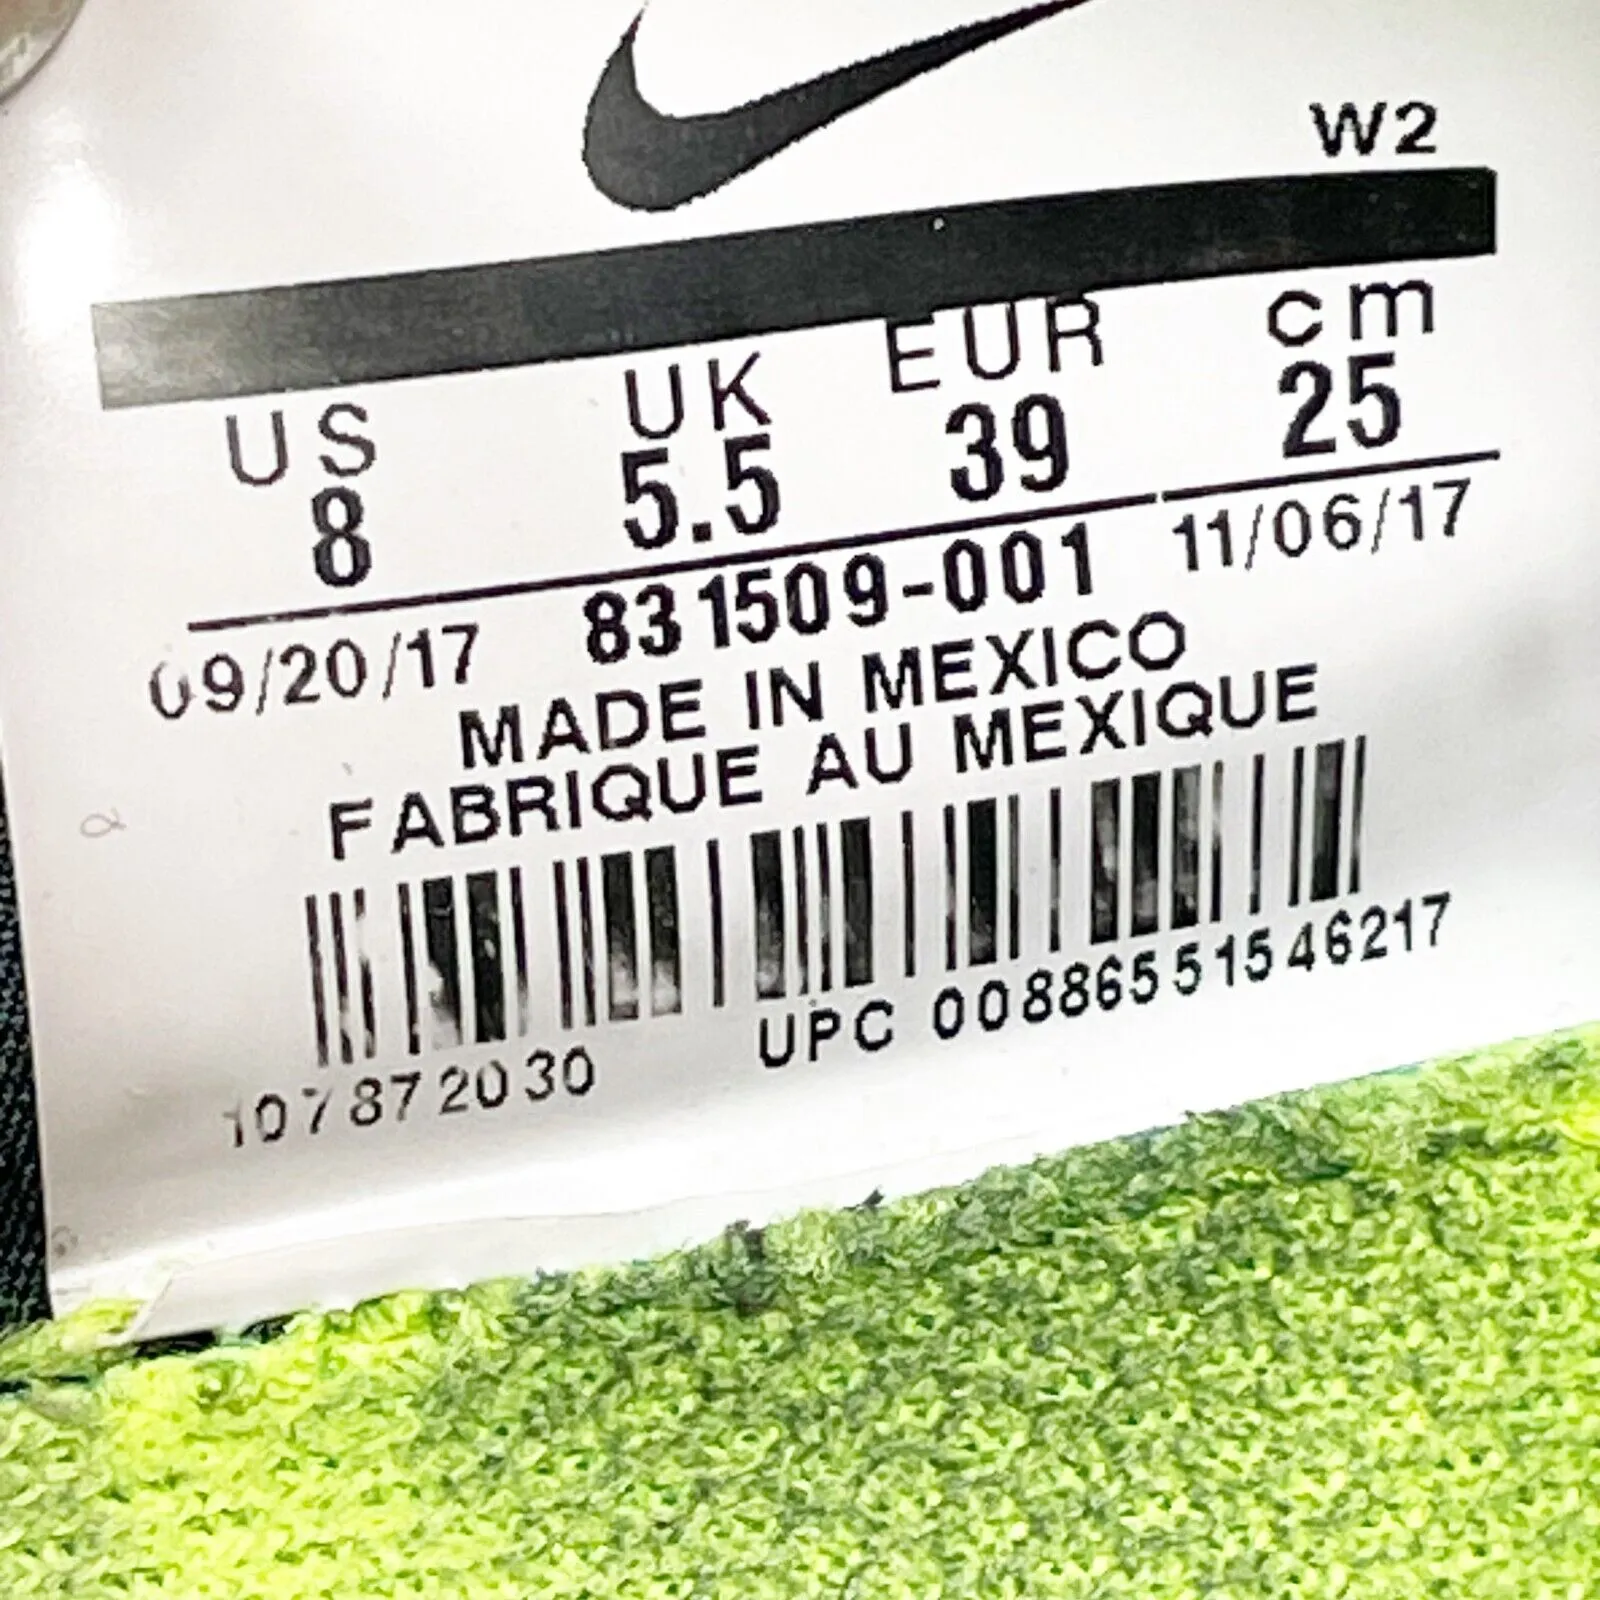 W2
US UK EUR cm
8 5.5 39 25
09/20/17 831509-001 11/06/17
MADE IN MEXICO
FABRIQUE AU MEXIQUE
107872030 UPC 00886551546217